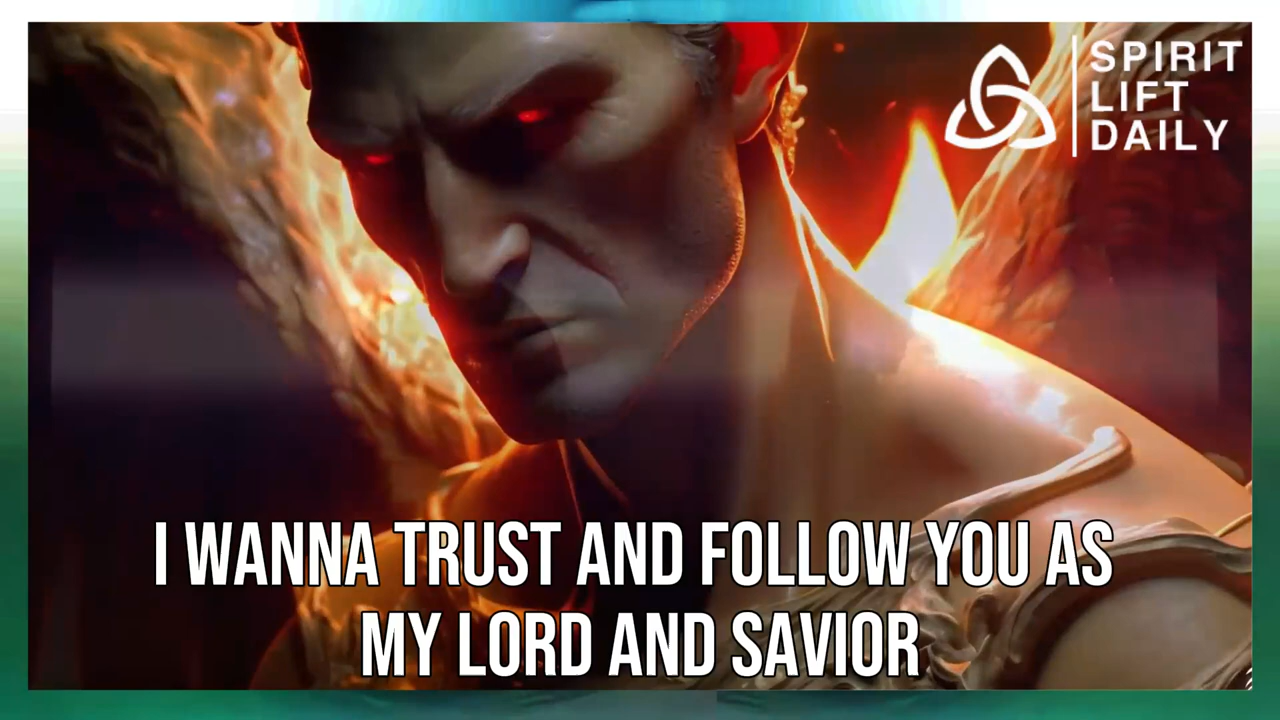 SPIRIT
LIFT
DAILY
I WANNA TRUST AND FOLLOW YOU AS
MY LORD AND SAVIOR